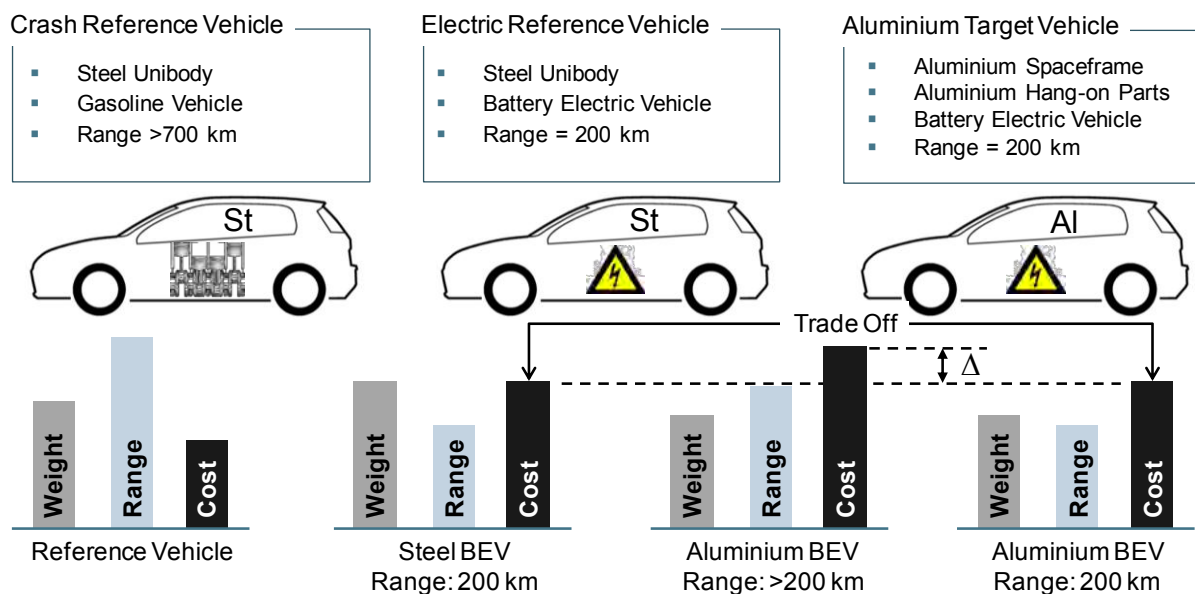 Crash Reference Vehicle
▪ Steel Unibody
▪ Gasoline Vehicle
▪ Range >700 km
Electric Reference Vehicle
▪ Steel Unibody
▪ Battery Electric Vehicle
▪ Range = 200 km
Aluminium Target Vehicle
▪ Aluminium Spaceframe
▪ Aluminium Hang-on Parts
▪ Battery Electric Vehicle
▪ Range = 200 km
St
St
Al
Trade Off
Δ
Weight
Range
Cost
Reference Vehicle
Weight
Range
Cost
Steel BEV
Range: 200 km
Weight
Range
Cost
Aluminium BEV
Range: >200 km
Weight
Range
Cost
Aluminium BEV
Range: 200 km